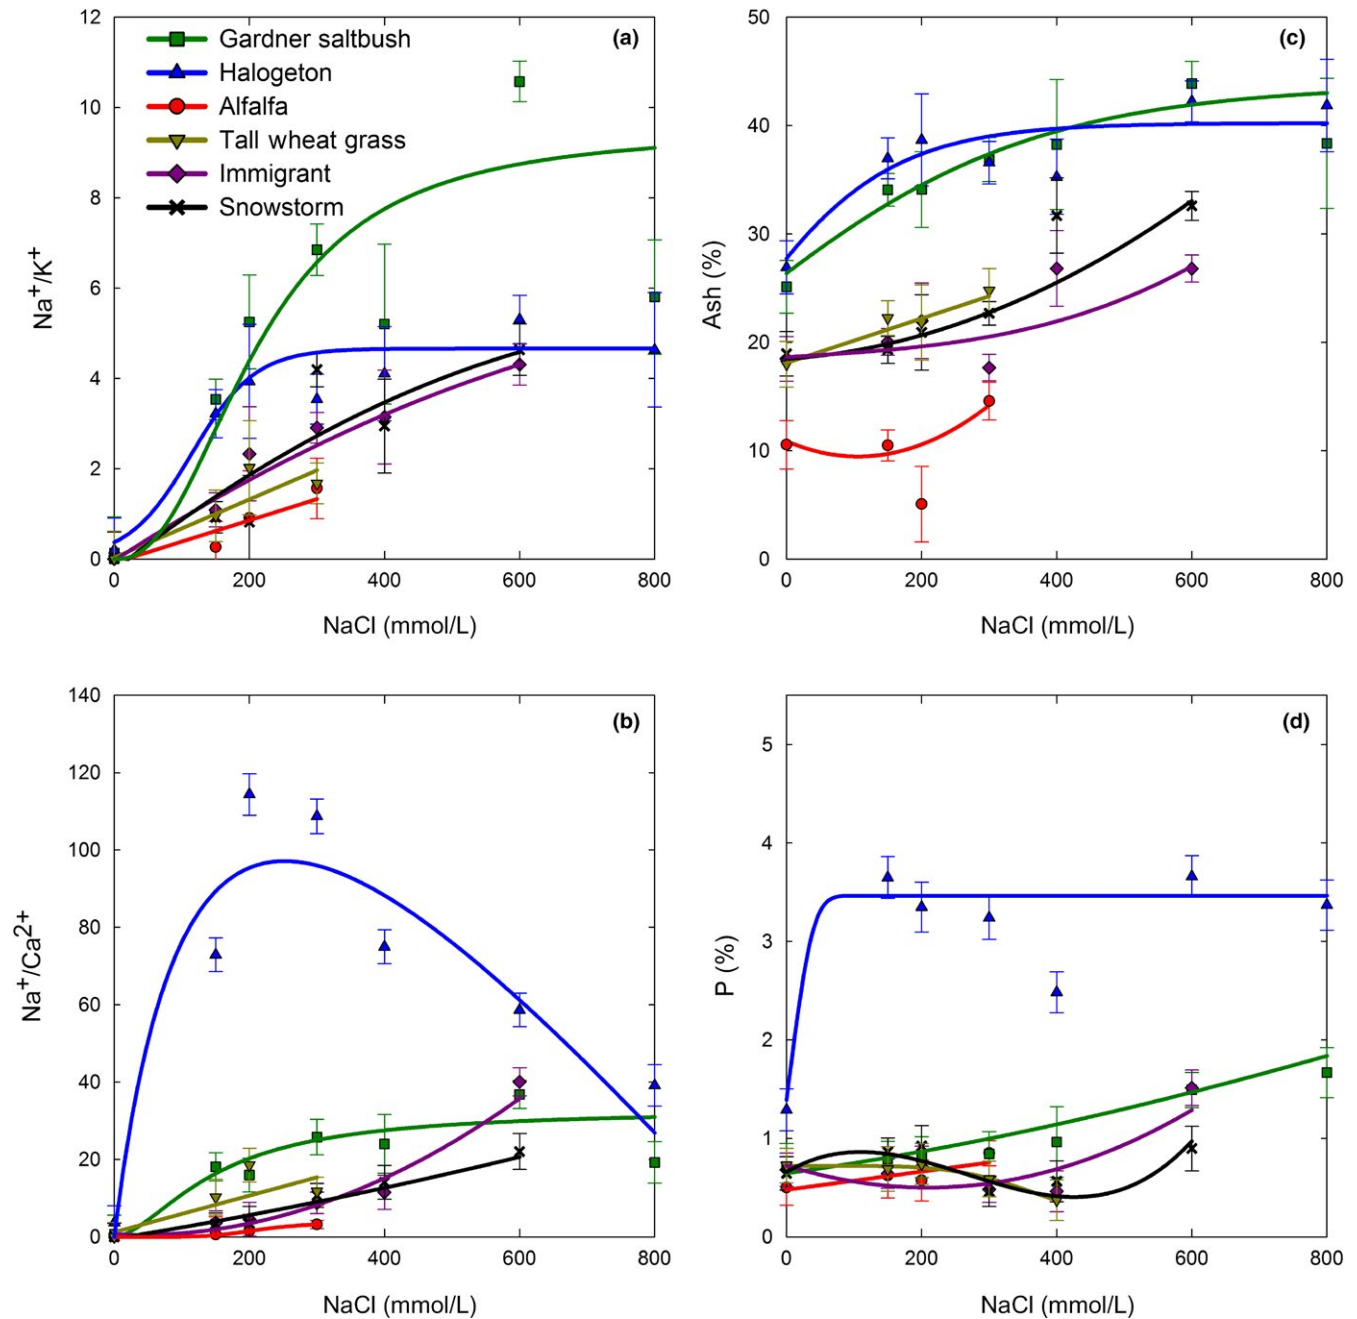 (a)
12
10
8
6
4
2
0
Na+/K+
Gardner saltbush
Halogeton
Alfalfa
Tall wheat grass
Immigrant
Snowstorm
0 200 400 600 800
NaCl (mmol/L)
(c)
50
40
30
20
10
0
Ash (%)
0 200 400 600 800
NaCl (mmol/L)
(b)
140
120
100
80
60
40
20
0
Na+/Ca2+
0 200 400 600 800
NaCl (mmol/L)
(d)
5
4
3
2
1
0
P (%)
0 200 400 600 800
NaCl (mmol/L)